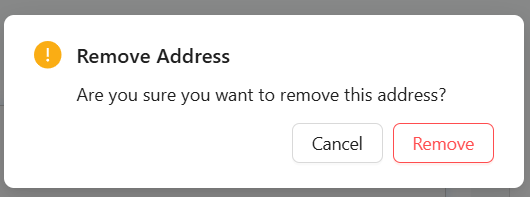 Remove Address
Are you sure you want to remove this address?
Cancel
Remove